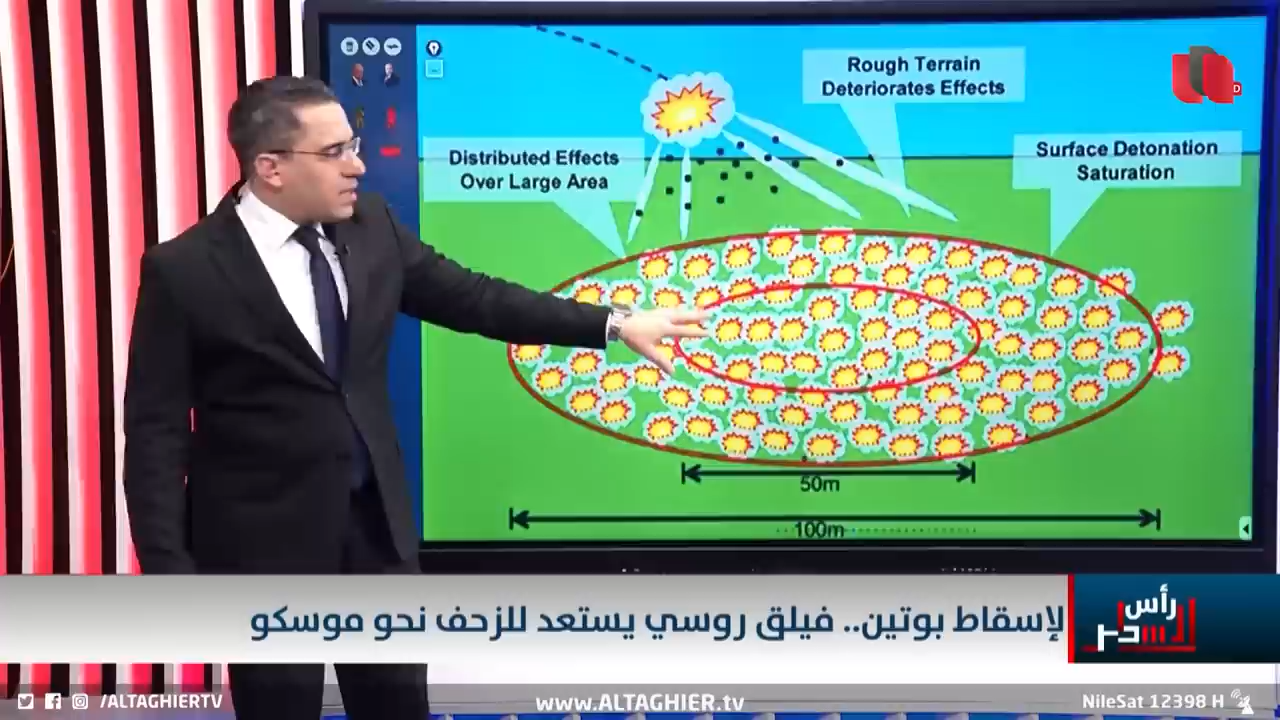 Rough Terrain
Deteriorates Effects
Distributed Effects
Over Large Area
Surface Detonation
Saturation
50m
100m
لإسقاط بوتين.. فيلق روسي يستعد للزحف نحو موسكو
رأس
السطر
/ALTAGHIERTV
www.ALTAGHIER.tv
NileSat 12398 H